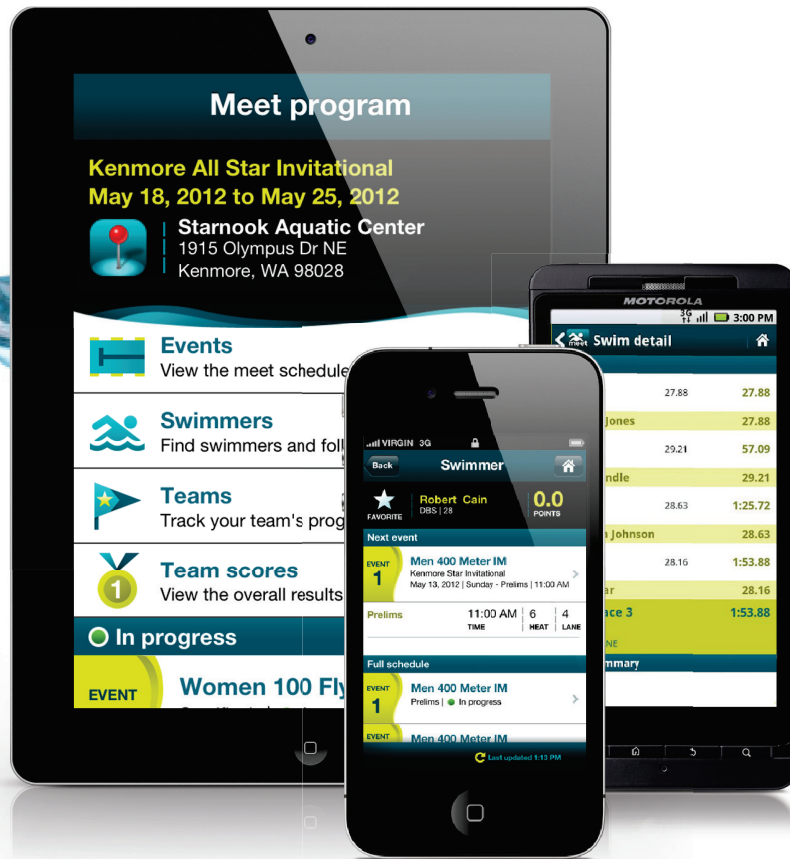 Meet program
Kenmore All Star Invitational
May 18, 2012 to May 25, 2012
Starnook Aquatic Center
1915 Olympus Dr NE
Kenmore, WA 98028
Events
View the meet schedule
Swimmers
Find swimmers and foll
Teams
Track your team's prog
Team scores
View the overall results
1
In progress
EVENT
Women 100 Fly
VIRGIN 3G
Back
Swimmer
FAVORITE
Robert Cain
DBS | 28
0.0
POINTS
Next event
EVENT
1
Men 400 Meter IM
Kenmore Star Invitational
May 13, 2012 | Sunday - Prelims | 11:00 AM
Prelims
11:00 AM
TIME
6
HEAT
4
LANE
Full schedule
EVENT
1
Men 400 Meter IM
Prelims | In progress
EVENT
Men 400 Meter IM
Last updated 1:13 PM
MOTOROLA
3G 3:00 PM
meet Swim detail
27.88 27.88
Jones 27.88
29.21 57.09
ndle 29.21
28.63 1:25.72
Johnson 28.63
28.16 1:53.88
ar 28.16
ace 3 1:53.88
NE
mmary